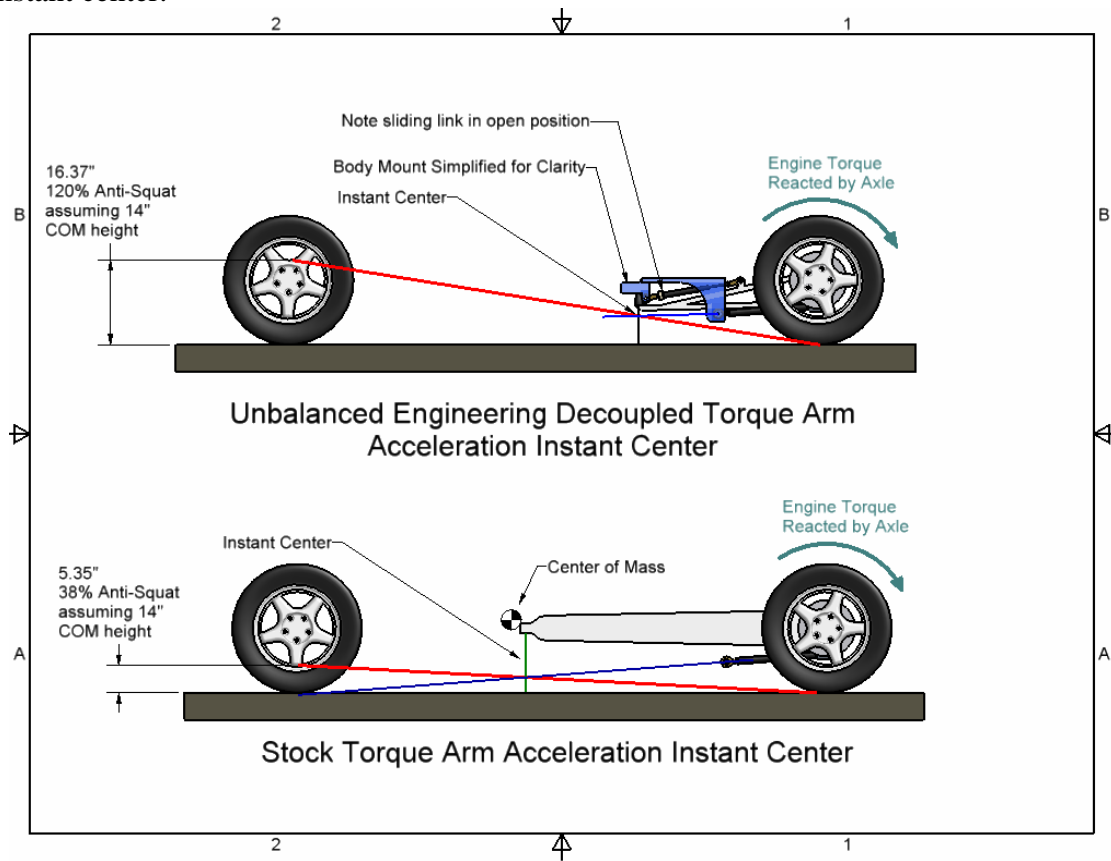 instant center.
2
1
Note sliding link in open position
Body Mount Simplified for Clarity
Instant Center
Engine Torque
Reacted by Axle
16.37"
120% Anti-Squat
assuming 14"
COM height
B
B
Unbalanced Engineering Decoupled Torque Arm
Acceleration Instant Center
Engine Torque
Reacted by Axle
Instant Center
Center of Mass
5.35"
38% Anti-Squat
assuming 14"
COM height
A
A
Stock Torque Arm Acceleration Instant Center
2
1